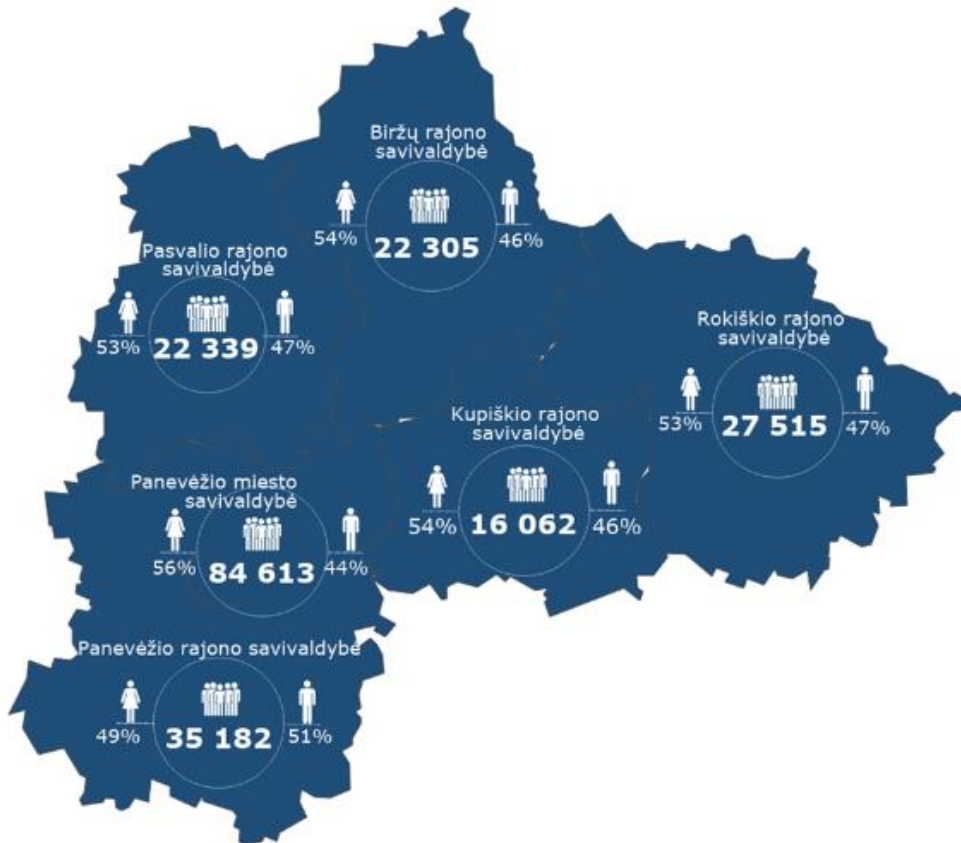 Biržų rajono
savivaldybė
54%
22 305
46%
Pasvalio rajono
savivaldybė
53%
22 339
47%
Rokiškio rajono
savivaldybė
53%
27 515
47%
Kupiškio rajono
savivaldybė
54%
16 062
46%
Panevėžio miesto
savivaldybė
56%
84 613
44%
Panevėžio rajono savivaldybė
49%
35 182
51%